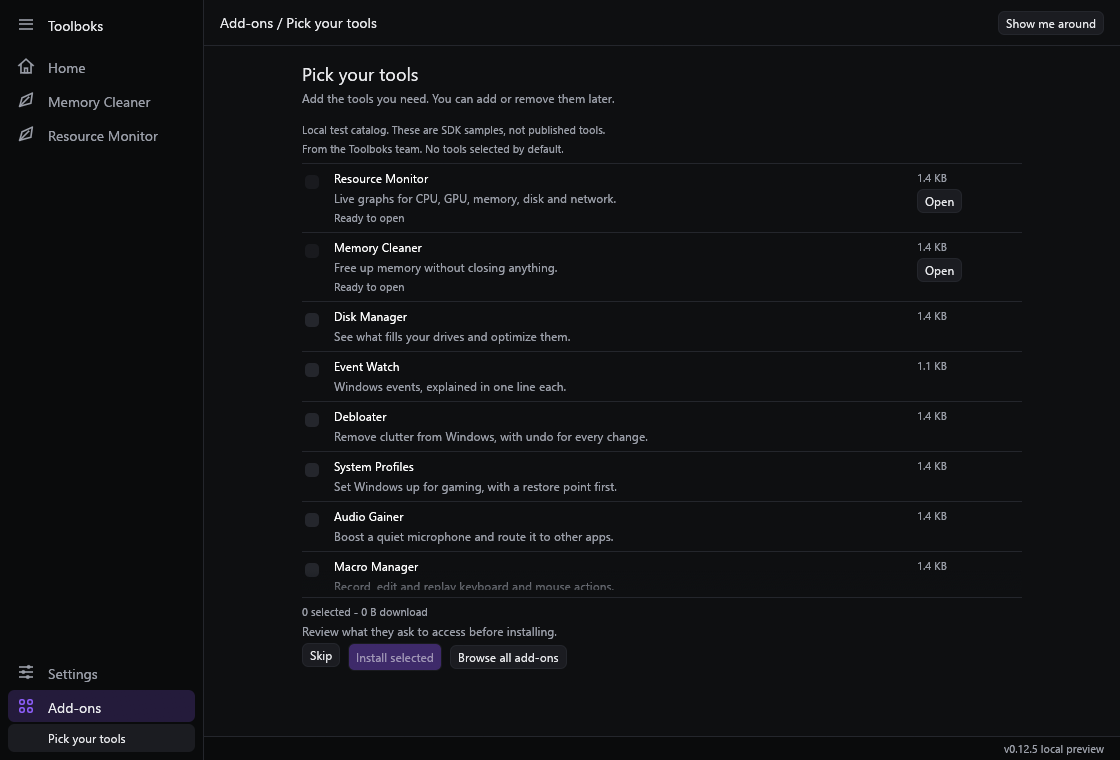 Toolboks
Home
Memory Cleaner
Resource Monitor
Settings
Add-ons
Pick your tools
Add-ons / Pick your tools
Show me around
Pick your tools
Add the tools you need. You can add or remove them later.
Local test catalog. These are SDK samples, not published tools.
From the Toolboks team. No tools selected by default.
Resource Monitor
1.4 KB
Live graphs for CPU, GPU, memory, disk and network.
Open
Ready to open
Memory Cleaner
1.4 KB
Free up memory without closing anything.
Open
Ready to open
Disk Manager
1.4 KB
See what fills your drives and optimize them.
Event Watch
1.1 KB
Windows events, explained in one line each.
Debloater
1.4 KB
Remove clutter from Windows, with undo for every change.
System Profiles
1.4 KB
Set Windows up for gaming, with a restore point first.
Audio Gainer
1.4 KB
Boost a quiet microphone and route it to other apps.
Macro Manager
1.4 KB
Record, edit and replay keyboard and mouse actions.
0 selected - 0 B download
Review what they ask to access before installing.
Skip
Install selected
Browse all add-ons
v0.12.5 local preview